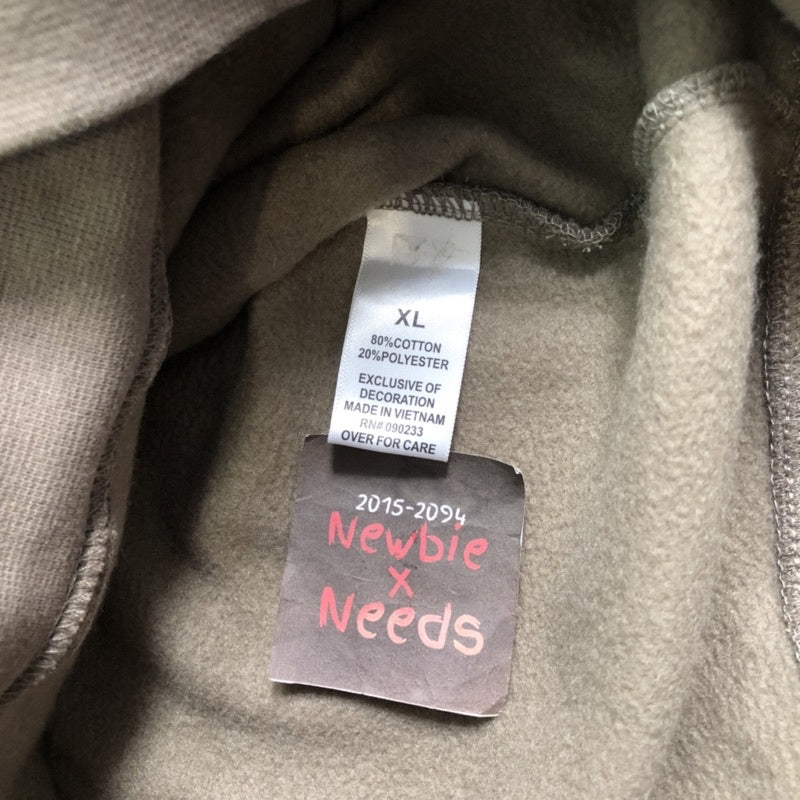 XL
80%COTTON
20%POLYESTER
EXCLUSIVE OF
DECORATION
MADE IN VIETNAM
RN# 090233
OVER FOR CARE
2015-2094
Newbie
x
Needs